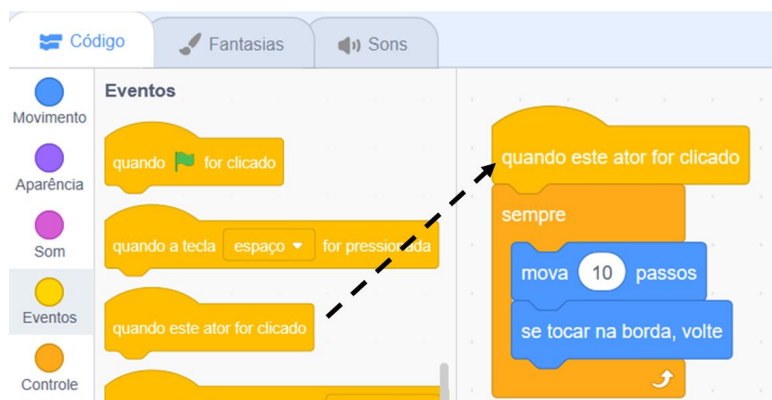 Código
Fantasias
Sons
Movimento
Aparência
Som
Eventos
Controle
Eventos
quando for clicado
quando a tecla espaço for pressionada
quando este ator for clicado
quando este ator for clicado
sempre
mova 10 passos
se tocar na borda, volte